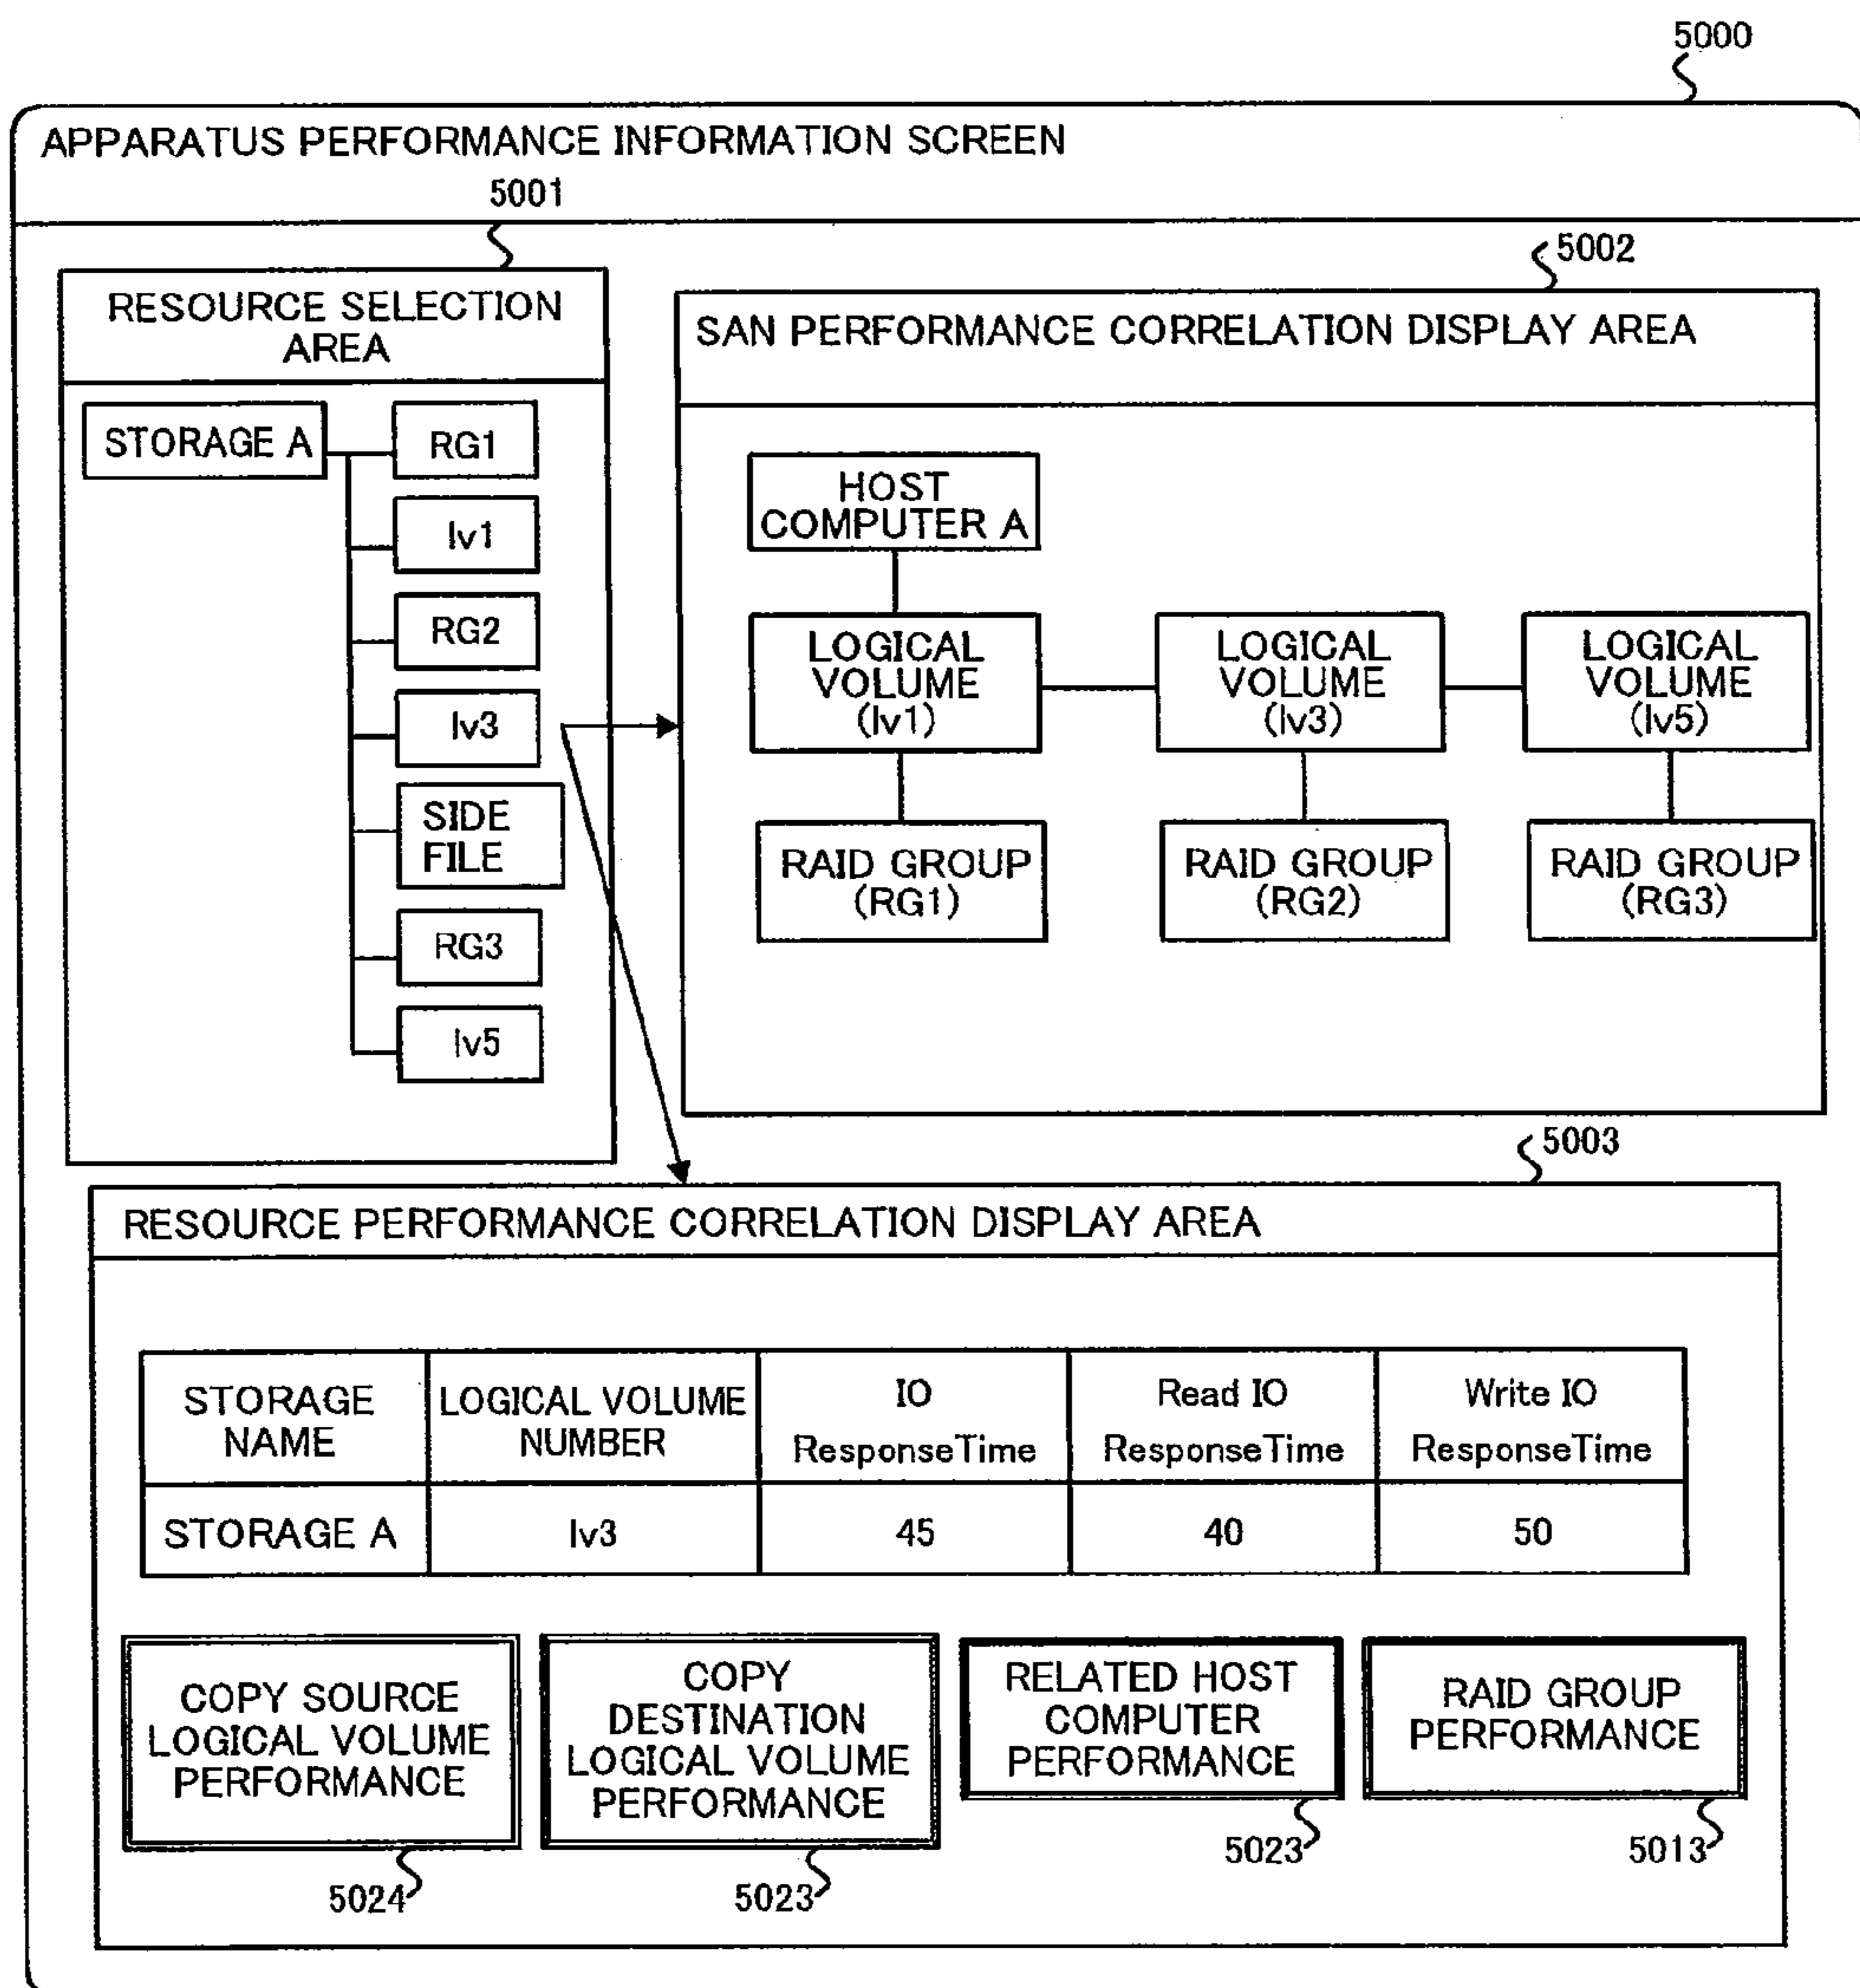 5000
APPARATUS PERFORMANCE INFORMATION SCREEN
5001
RESOURCE SELECTION
AREA
STORAGE A
RG1
lv1
RG2
lv3
SIDE
FILE
RG3
lv5
5002
SAN PERFORMANCE CORRELATION DISPLAY AREA
HOST
COMPUTER A
LOGICAL
VOLUME
(lv1)
LOGICAL
VOLUME
(lv3)
LOGICAL
VOLUME
(lv5)
RAID GROUP
(RG1)
RAID GROUP
(RG2)
RAID GROUP
(RG3)
5003
RESOURCE PERFORMANCE CORRELATION DISPLAY AREA
STORAGE
NAME
LOGICAL VOLUME
NUMBER
IO
ResponseTime
Read IO
ResponseTime
Write IO
ResponseTime
STORAGE A
lv3
45
40
50
COPY SOURCE
LOGICAL VOLUME
PERFORMANCE
5024
COPY
DESTINATION
LOGICAL VOLUME
PERFORMANCE
5023
RELATED HOST
COMPUTER
PERFORMANCE
5023
RAID GROUP
PERFORMANCE
5013